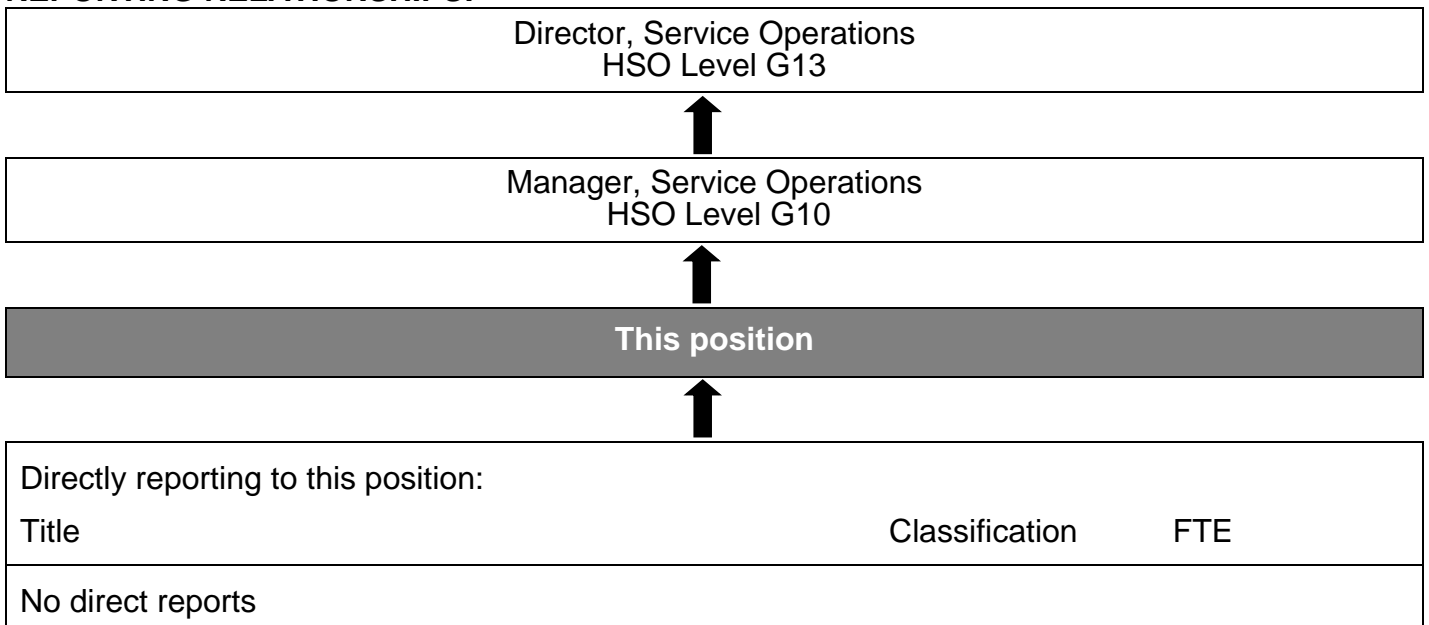 Director, Service Operations
HSO Level G13
Manager, Service Operations
HSO Level G10
This position
Directly reporting to this position:
Title Classification FTE
No direct reports